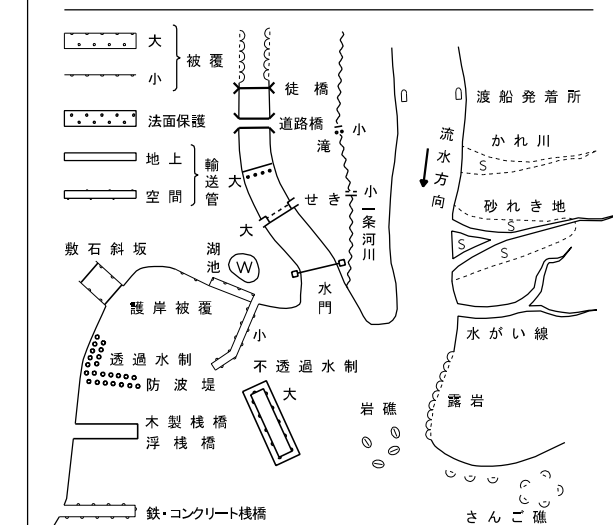 大
小
被覆
法面保護
地上
空間
輸送管
徒橋
道路橋
小
滝
大
せき
小
大
一条河川
流水方向
渡船発着所
かれ川
S
砂れき地
S
S
S
敷石斜坂
湖池
W
水門
護岸被覆
小
水がい線
透過水制
不透過水制
防波堤
大
岩礁
露岩
木製桟橋
浮桟橋
鉄・コンクリート桟橋
さんご礁